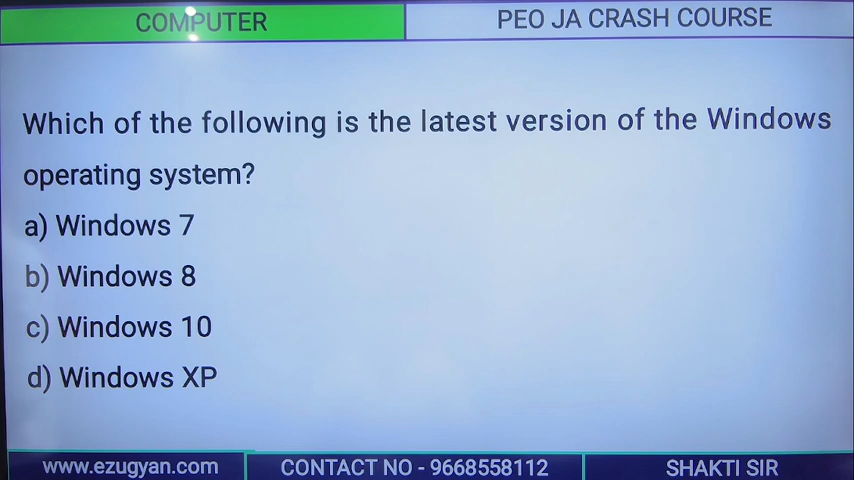 COMPUTER
PEO JA CRASH COURSE
Which of the following is the latest version of the Windows
operating system?
a) Windows 7
b) Windows 8
c) Windows 10
d) Windows XP
www.ezugyan.com
CONTACT NO - 9668558112
SHAKTI SIR